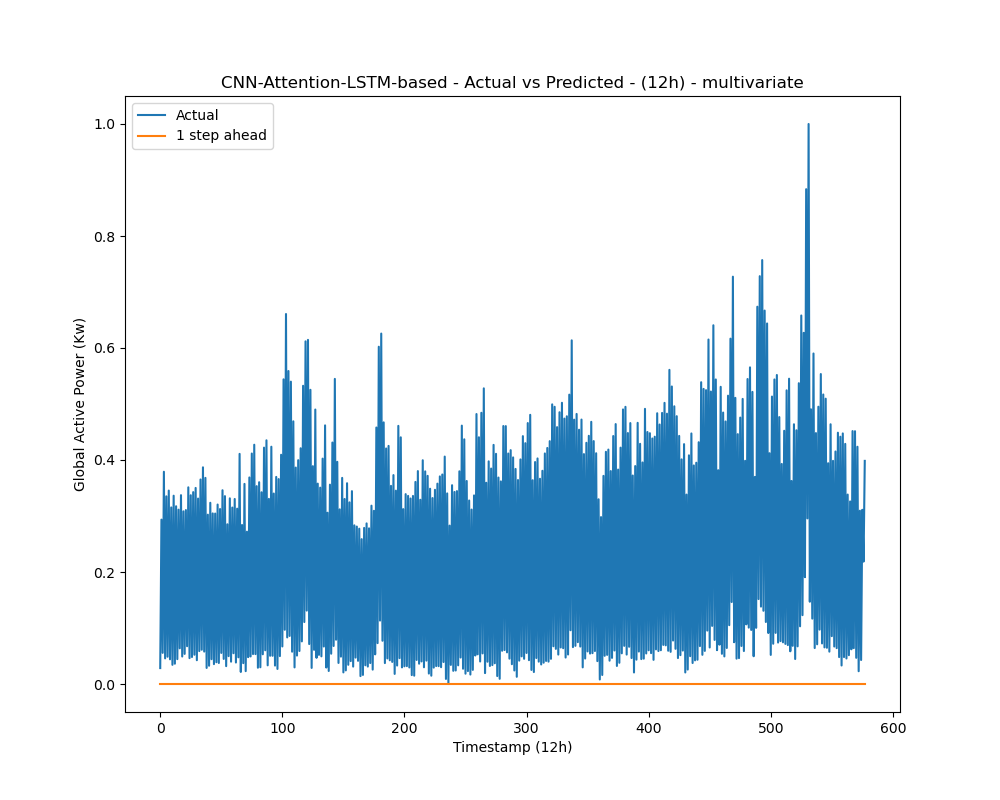 CNN-Attention-LSTM-based - Actual vs Predicted - (12h) - multivariate
Actual
1 step ahead
1.0
0.8
0.6
0.4
0.2
0.0
Global Active Power (Kw)
0 100 200 300 400 500 600
Timestamp (12h)